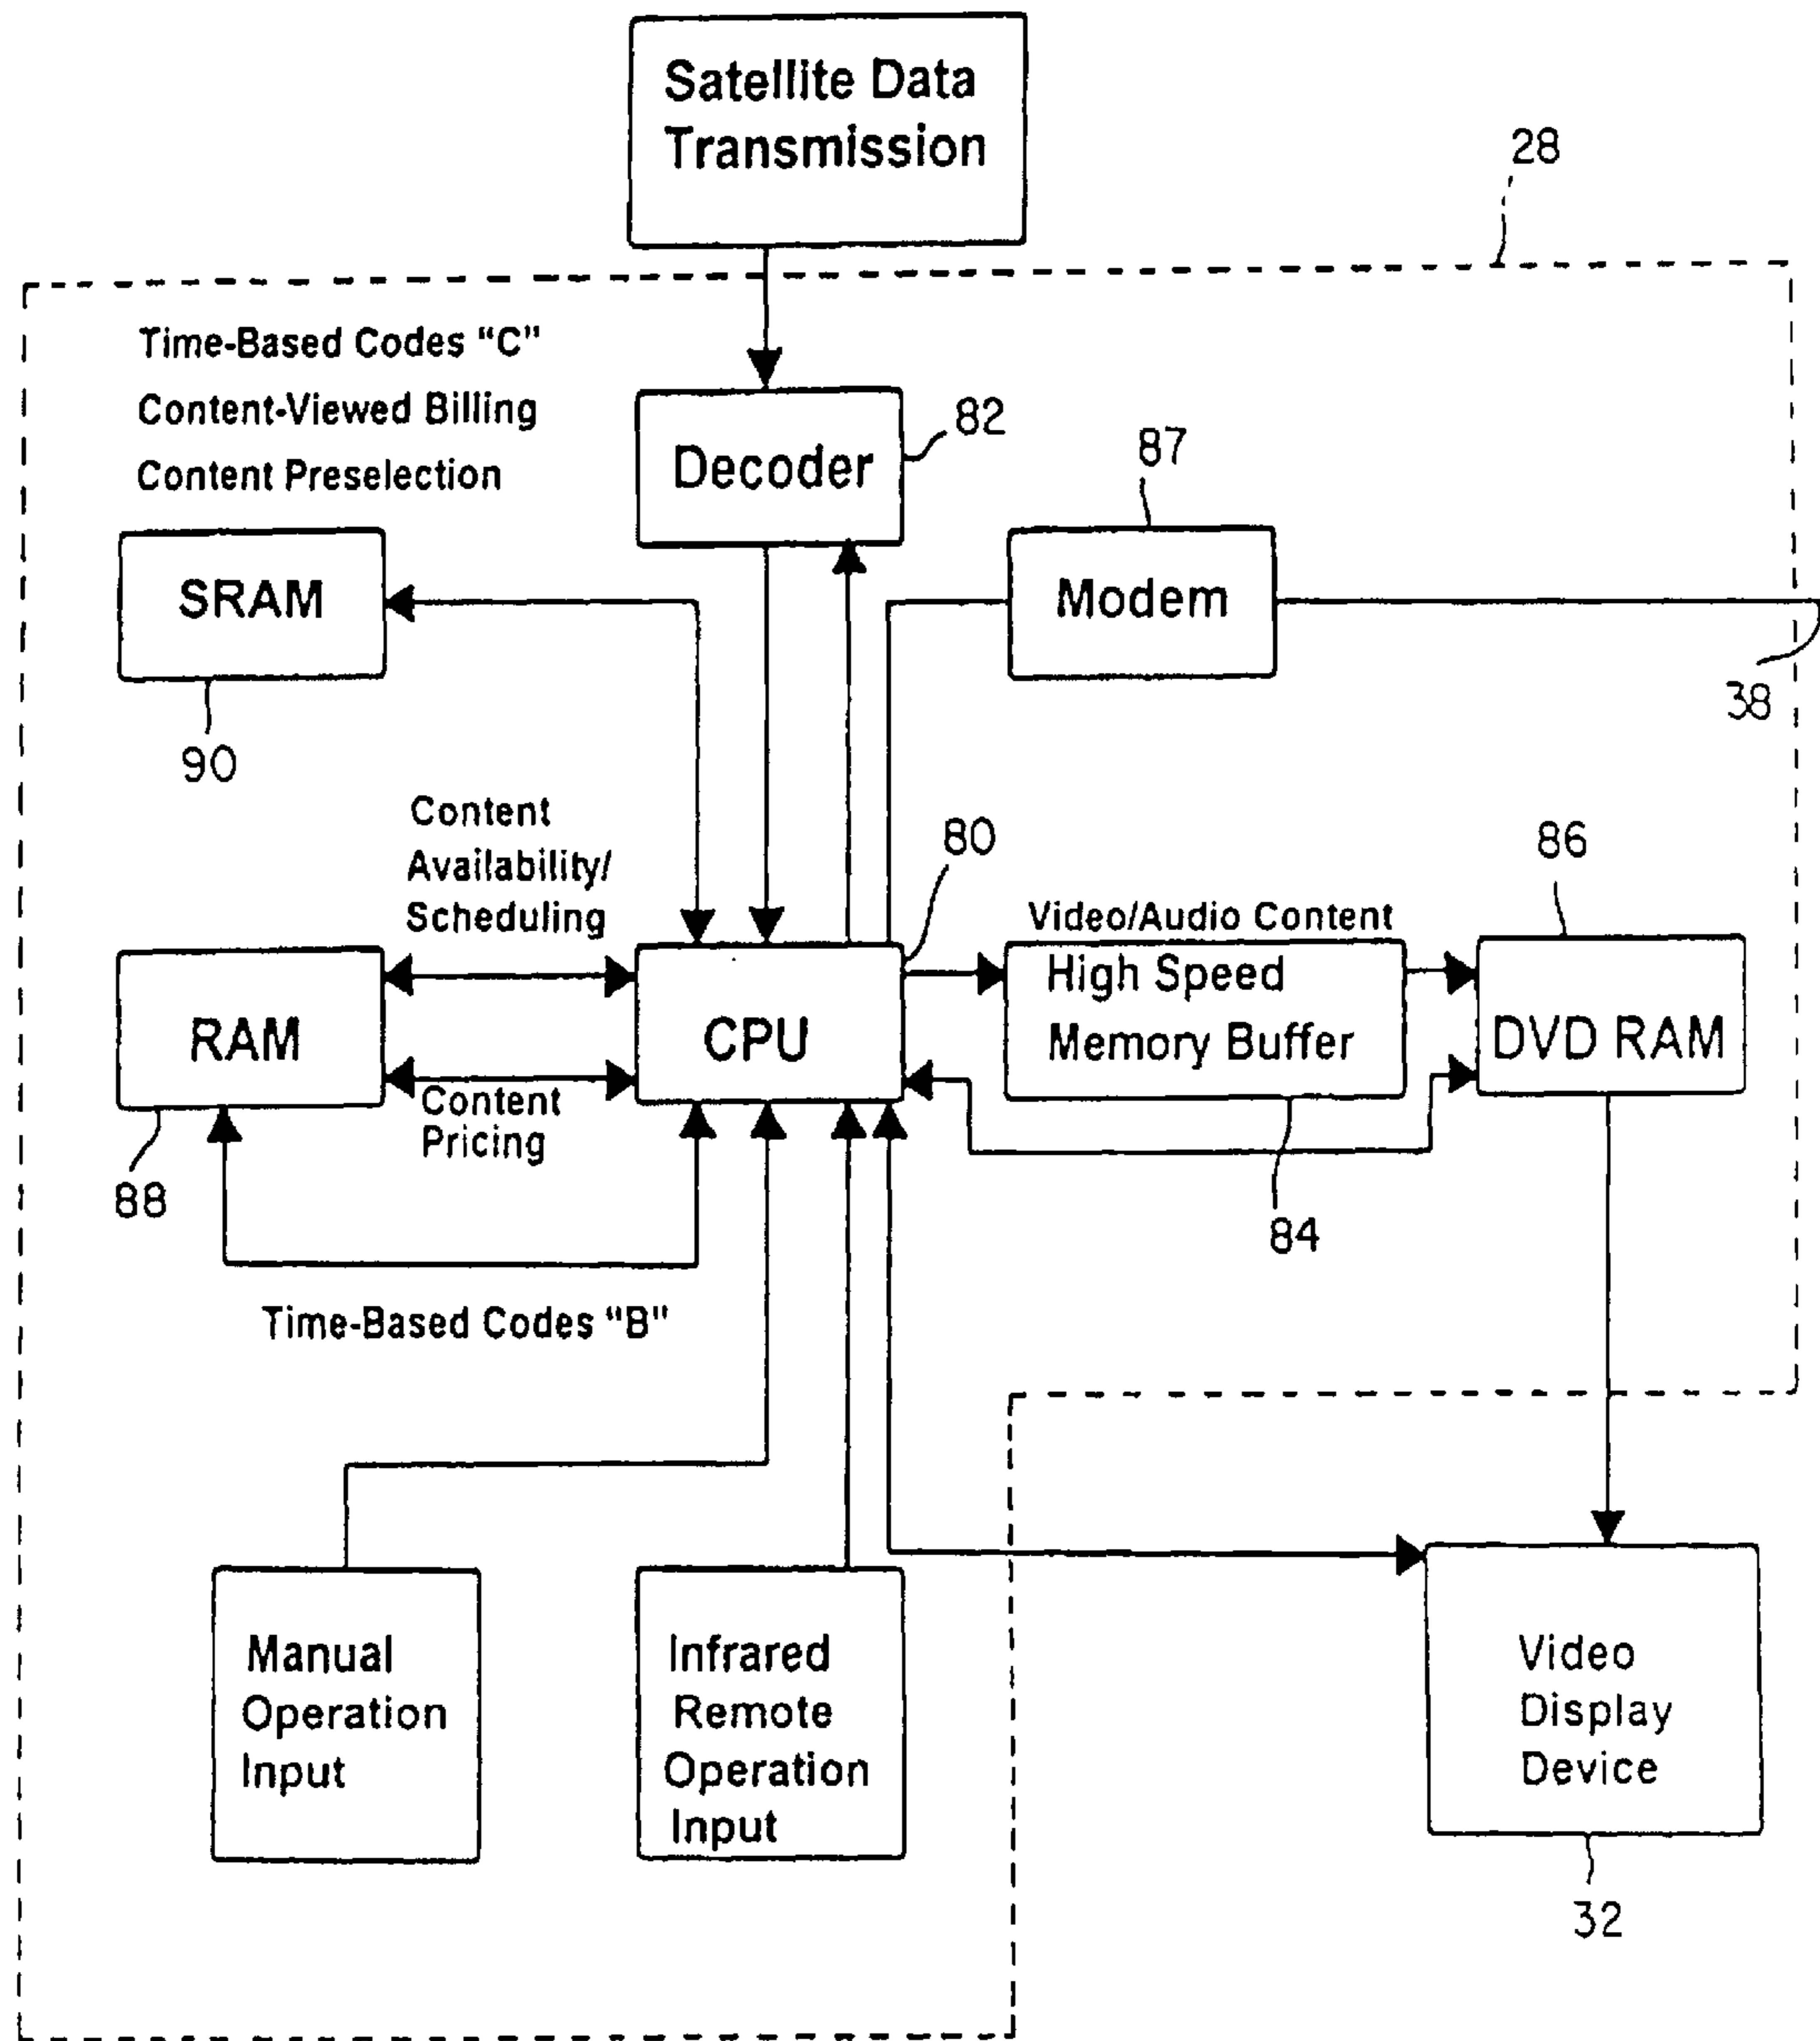 Satellite Data
Transmission
28
Time-Based Codes "C"
Content-Viewed Billing
Content Preselection
Decoder
82
87
SRAM
Modem
90
38
Content
Availability/
Scheduling
80
86
Video/Audio Content
RAM
CPU
High Speed
Memory Buffer
DVD RAM
Content
Pricing
88
84
Time-Based Codes "B"
Manual
Operation
Input
Infrared
Remote
Operation
Input
Video
Display
Device
32